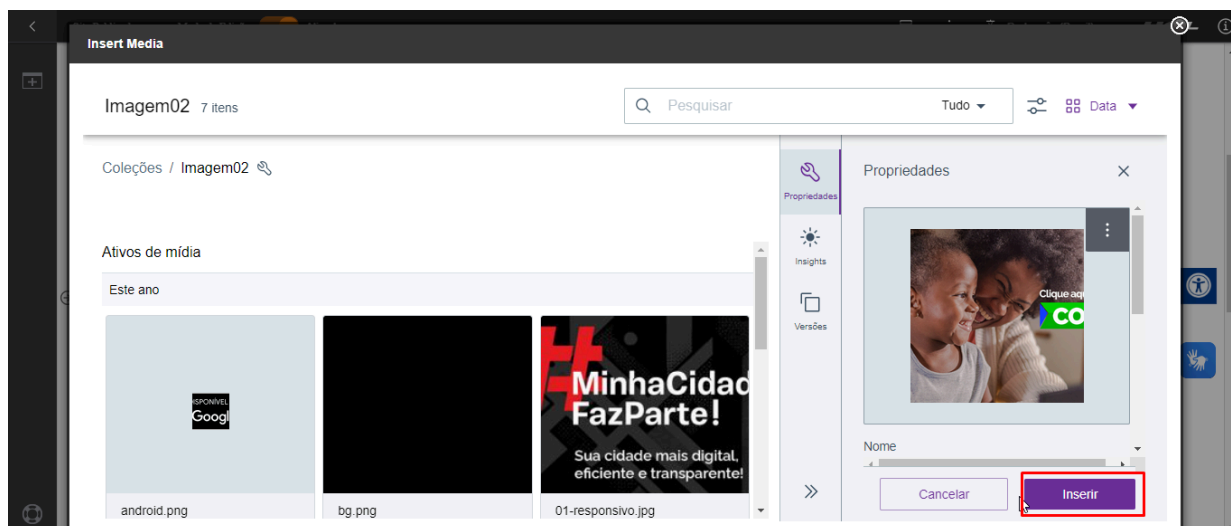 Insert Media
Imagem02 7 itens
Pesquisar
Tudo
Data
Coleções / Imagem02
Ativos de mídia
Este ano
Googl
android.png
bg.png
MinhaCidad
FazParte!
Sua cidade mais digital,
eficiente e transparente!
01-responsivo.jpg
Propriedades
Insights
Versões
Propriedades
Clique aq
CO
Nome
Cancelar
Inserir